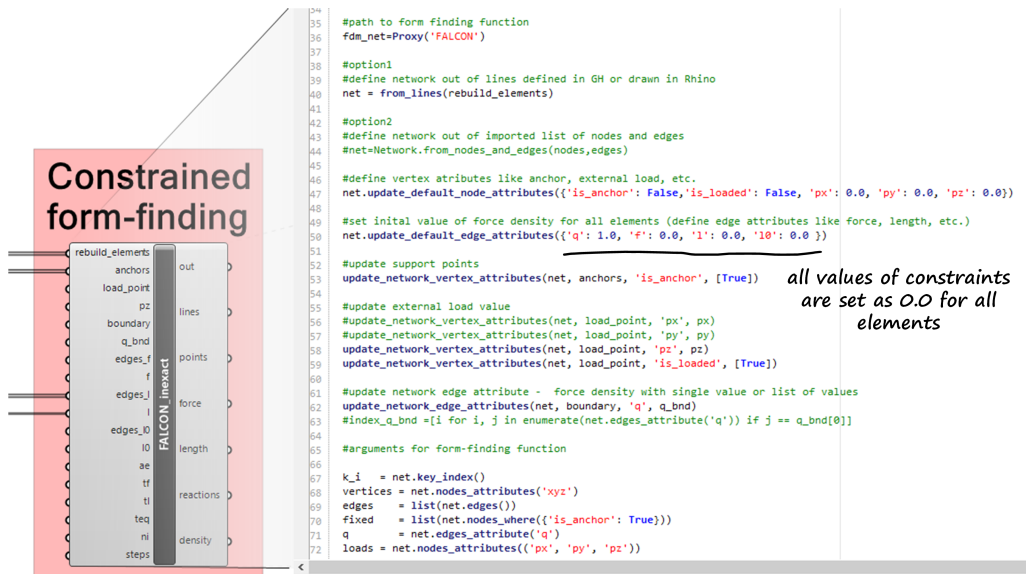 Constrained
form-finding
rebuild_elements
anchors
load_point
pz
boundary
q_bnd
edges_f
f
edges_l
l
edges_l0
l0
ae
tf
tl
teq
ni
steps
FALCON_inexact
out
lines
points
force
length
reactions
density
34
35 #path to form finding function
36 fdm_net=Proxy('FALCON')
37
38 #option1
39 #define network out of lines defined in GH or drawn in Rhino
40 net = from_lines(rebuild_elements)
41
42 #option2
43 #define network out of imported list of nodes and edges
44 #net=Network.from_nodes_and_edges(nodes,edges)
45
46 #define vertex atributes like anchor, external load, etc.
47 net.update_default_node_attributes({'is_anchor': False,'is_loaded': False, 'px': 0.0, 'py': 0.0, 'pz': 0.0})
48
49 #set inital value of force density for all elements (define edge attributes like force, length, etc.)
50 net.update_default_edge_attributes({'q': 1.0, 'f': 0.0, 'l': 0.0, 'l0': 0.0 })
51
52 #update support points
53 update_network_vertex_attributes(net, anchors, 'is_anchor', [True])
54
55 #update external load value
56 #update_network_vertex_attributes(net, load_point, 'px', px)
57 #update_network_vertex_attributes(net, load_point, 'py', py)
58 update_network_vertex_attributes(net, load_point, 'pz', pz)
59 update_network_vertex_attributes(net, load_point, 'is_loaded', [True])
60
61 #update network edge attribute -  force density with single value or list of values
62 update_network_edge_attributes(net, boundary, 'q', q_bnd)
63 #index_q_bnd =[i for i, j in enumerate(net.edges_attribute('q')) if j == q_bnd[0]]
64
65 #arguments for form-finding function
66
67 k_i   = net.key_index()
68 vertices = net.nodes_attributes('xyz')
69 edges    = list(net.edges())
70 fixed    = list(net.nodes_where({'is_anchor': True}))
71 q        = net.edges_attribute('q')
72 loads = net.nodes_attributes(('px', 'py', 'pz'))
all values of constraints
are set as 0.0 for all
elements